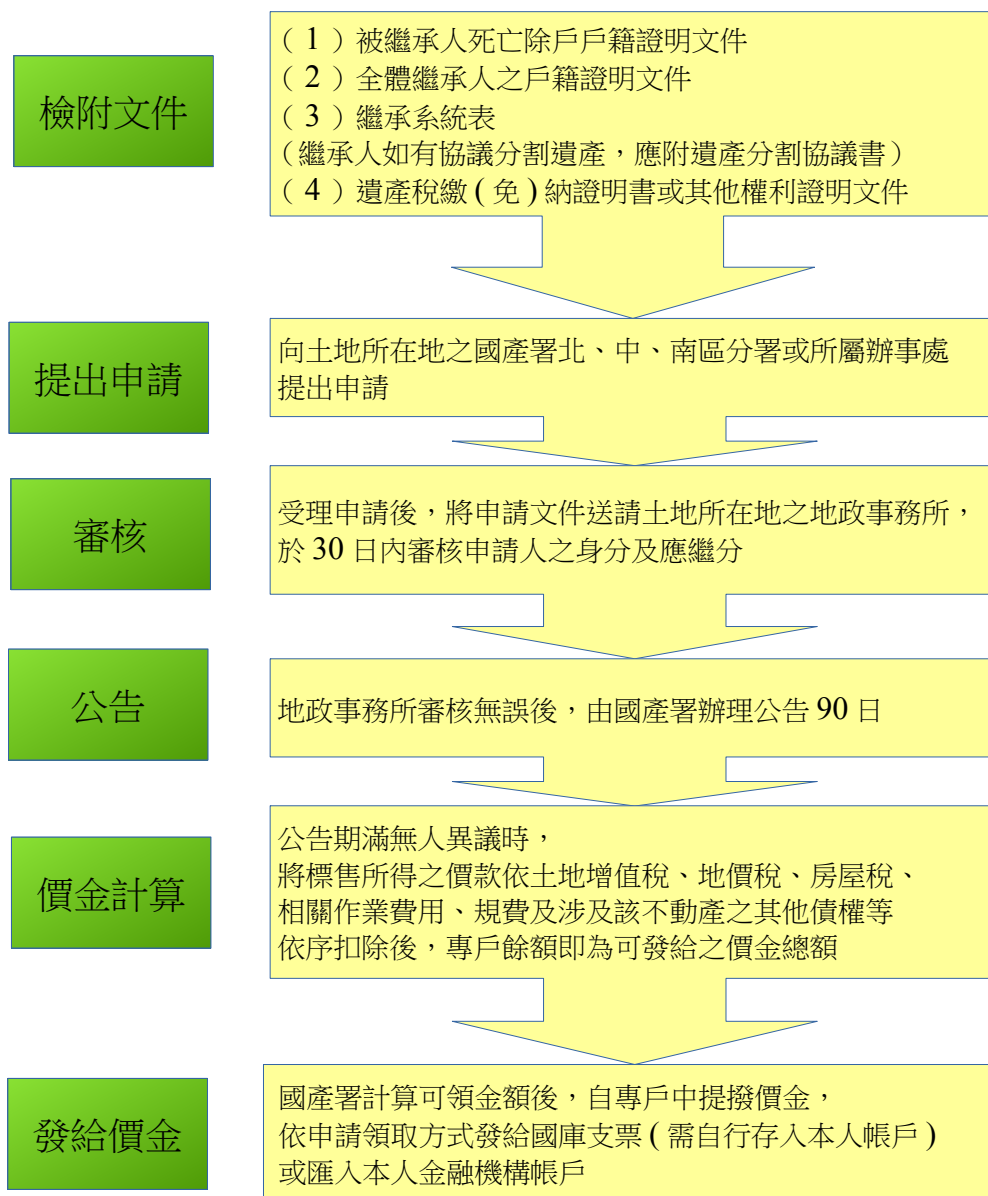 檢附文件
（1）被繼承人死亡除戶戶籍證明文件
（2）全體繼承人之戶籍證明文件
（3）繼承系統表
（繼承人如有協議分割遺產，應附遺產分割協議書）
（4）遺產稅繳(免)納證明書或其他權利證明文件
提出申請
向土地所在地之國產署北、中、南區分署或所屬辦事處
提出申請
審核
受理申請後，將申請文件送請土地所在地之地政事務所，
於30日內審核申請人之身分及應繼分
公告
地政事務所審核無誤後，由國產署辦理公告90日
價金計算
公告期滿無人異議時，
將標售所得之價款依土地增值稅、地價稅、房屋稅、
相關作業費用、規費及涉及該不動產之其他債權等
依序扣除後，專戶餘額即為可發給之價金總額
發給價金
國產署計算可領金額後，自專戶中提撥價金，
依申請領取方式發給國庫支票(需自行存入本人帳戶)
或匯入本人金融機構帳戶